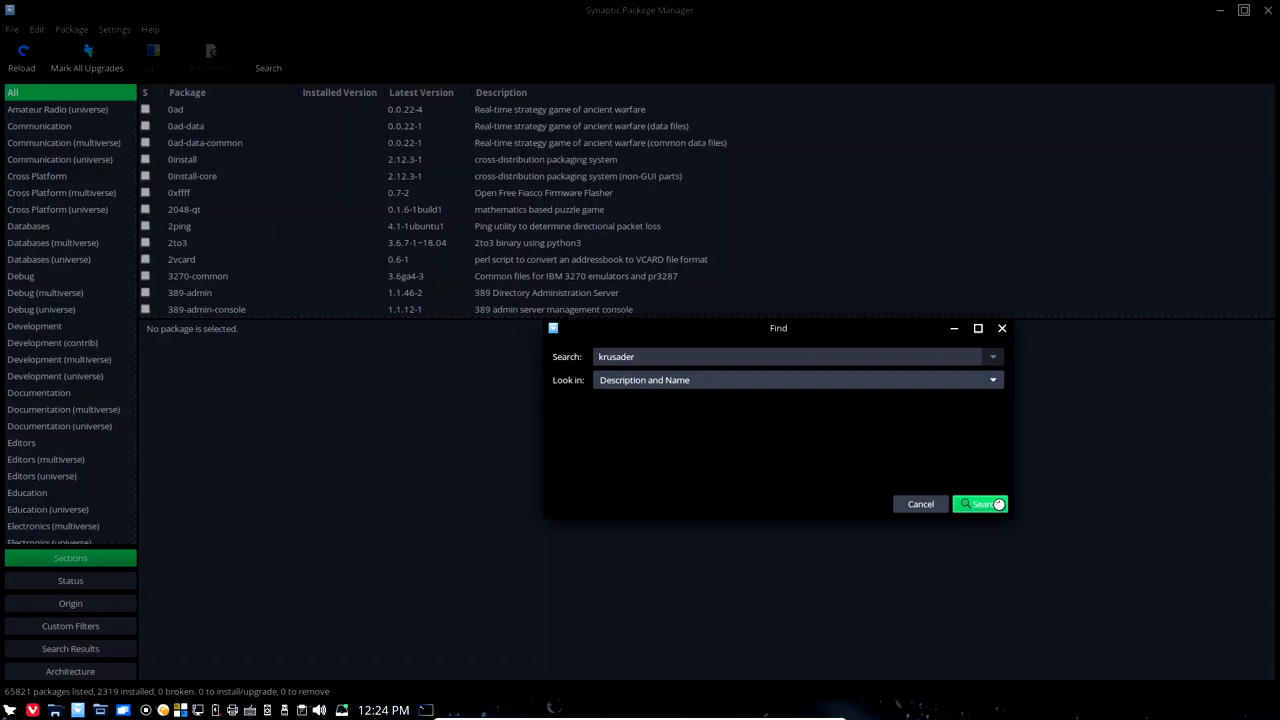 Synaptic Package Manager
File Edit Package Settings Help
Reload Mark All Upgrades Search
All
Amateur Radio (universe)
Communication
Communication (multiverse)
Communication (universe)
Cross Platform
Cross Platform (multiverse)
Cross Platform (universe)
Databases
Databases (multiverse)
Databases (universe)
Debug
Debug (multiverse)
Debug (universe)
Development
Development (contrib)
Development (multiverse)
Development (universe)
Documentation
Documentation (multiverse)
Documentation (universe)
Editors
Editors (multiverse)
Editors (universe)
Education
Education (universe)
Electronics (multiverse)
Electronics (universe)
Sections
Status
Origin
Custom Filters
Search Results
Architecture
S Package Installed Version Latest Version Description
0ad 0.0.22-4 Real-time strategy game of ancient warfare
0ad-data 0.0.22-1 Real-time strategy game of ancient warfare (data files)
0ad-data-common 0.0.22-1 Real-time strategy game of ancient warfare (common data files)
0install 2.12.3-1 cross-distribution packaging system
0install-core 2.12.3-1 cross-distribution packaging system (non-GUI parts)
0xffff 0.7-2 Open Free Fiasco Firmware Flasher
2048-qt 0.1.6-1build1 mathematics based puzzle game
2ping 4.1-1ubuntu1 Ping utility to determine directional packet loss
2to3 3.6.7-1~18.04 2to3 binary using python3
2vcard 0.6-1 perl script to convert an addressbook to VCARD file format
3270-common 3.6ga4-3 Common files for IBM 3270 emulators and pr3287
389-admin 1.1.46-2 389 Directory Administration Server
389-admin-console 1.1.12-1 389 admin server management console
No package is selected.
Find
Search: krusader
Look in: Description and Name
Cancel Search
65821 packages listed, 2319 installed, 0 broken. 0 to install/upgrade, 0 to remove
12:24 PM